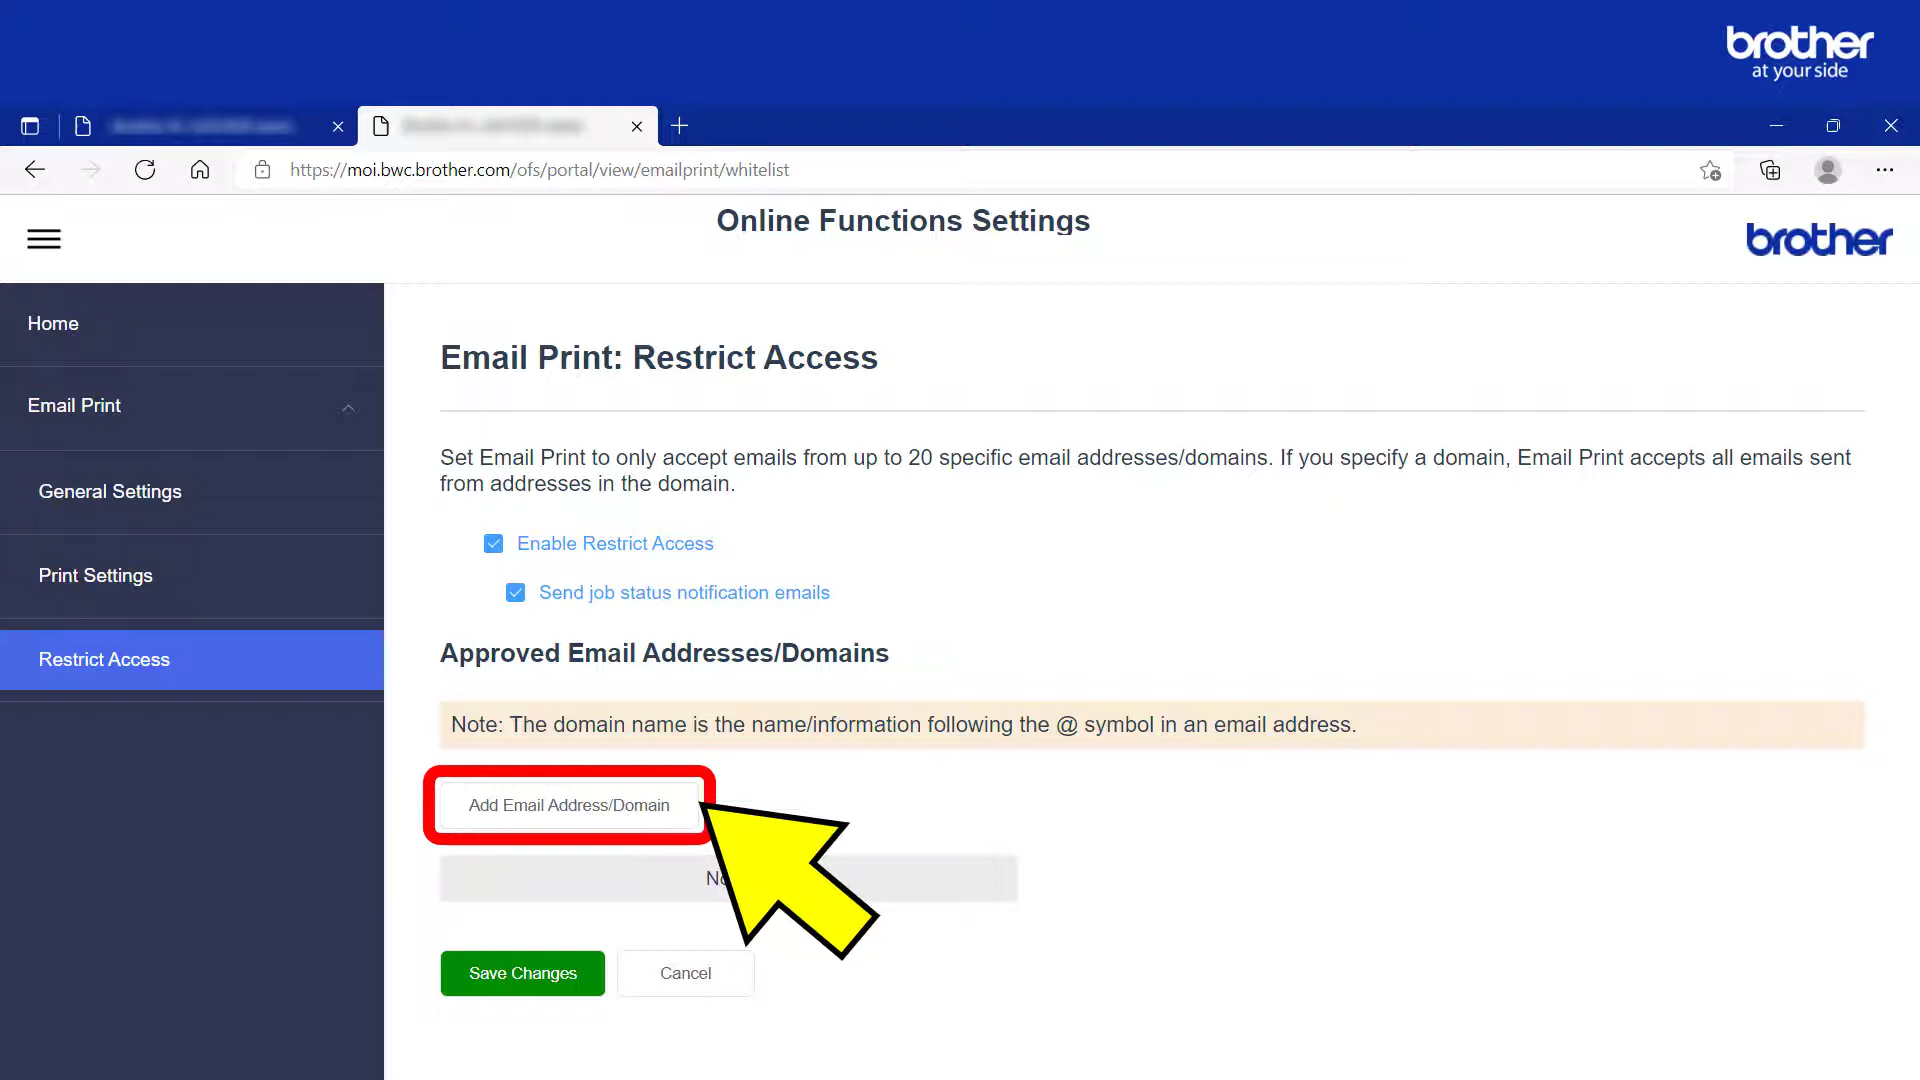 brother
at your side
https://moi.bwc.brother.com/ofs/portal/view/emailprint/whitelist
Online Functions Settings
brother
Home
Email Print
General Settings
Print Settings
Restrict Access
Email Print: Restrict Access
Set Email Print to only accept emails from up to 20 specific email addresses/domains. If you specify a domain, Email Print accepts all emails sent
from addresses in the domain.
Enable Restrict Access
Send job status notification emails
Approved Email Addresses/Domains
Note: The domain name is the name/information following the @ symbol in an email address.
Add Email Address/Domain
Save Changes
Cancel